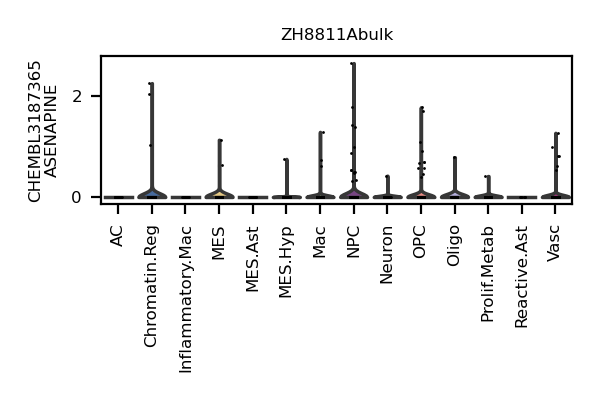 ZH8811Abulk
CHEMBL3187365
ASENAPINE
2
0
AC
Chromatin.Reg
Inflammatory.Mac
MES
MES.Ast
MES.Hyp
Mac
NPC
Neuron
OPC
Oligo
Prolif.Metab
Reactive.Ast
Vasc